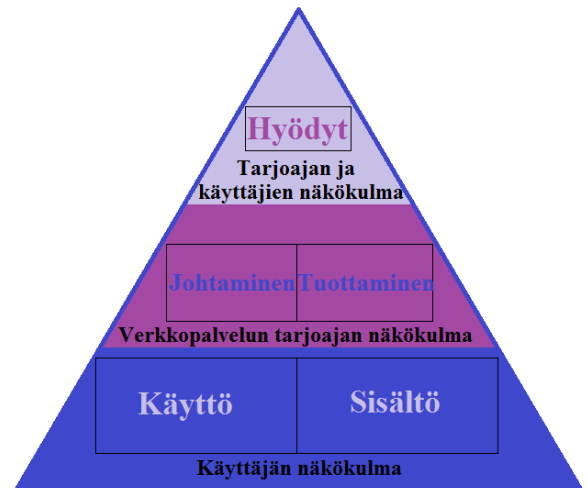 Hyödyt
Tarjoajan ja
käyttäjien näkökulma
Johtaminen Tuottaminen
Verkkopalvelun tarjoajan näkökulma
Käyttö Sisältö
Käyttäjän näkökulma